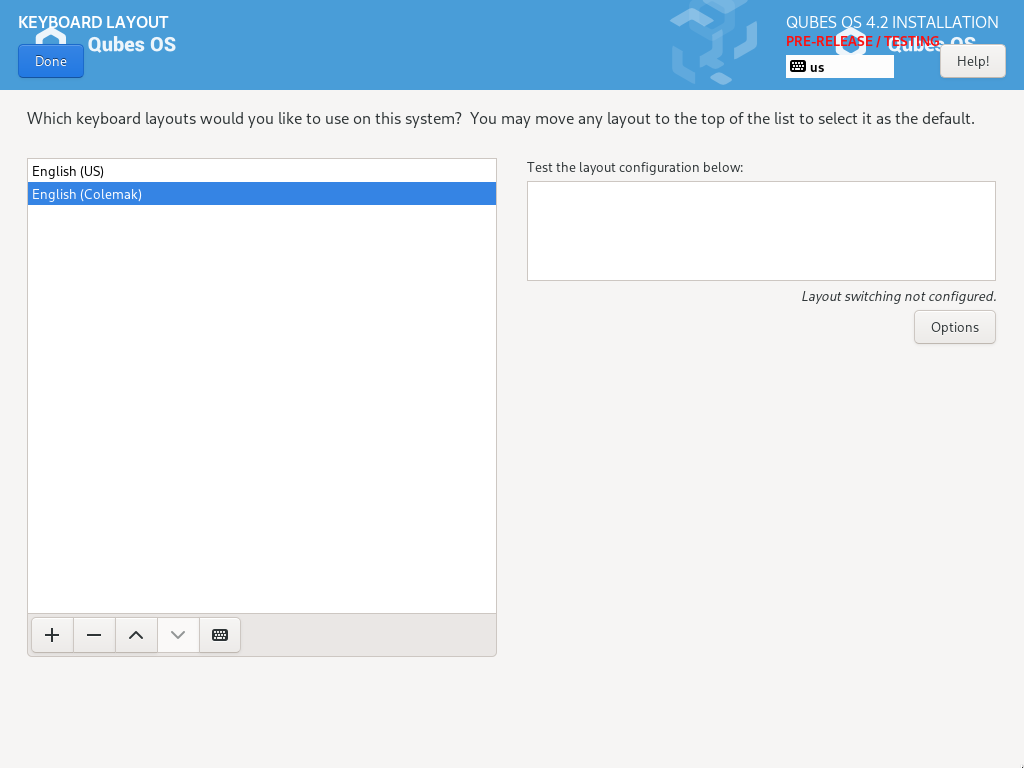 KEYBOARD LAYOUT
Qubes OS
Done
QUBES OS 4.2 INSTALLATION
PRE-RELEASE / TESTING
Qubes OS
us
Help!
Which keyboard layouts would you like to use on this system?  You may move any layout to the top of the list to select it as the default.
English (US)
English (Colemak)
Test the layout configuration below:
Layout switching not configured.
Options